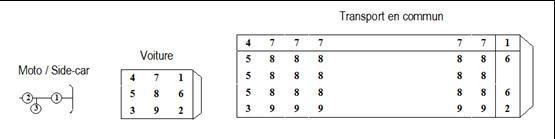 Transport en commun
4 7 7 7 7 7 1
Voiture
5 8 8 8 8 8 6
Moto / Side-car
4 7 1
5 8 8 8 8 8
2 1
5 8 6
5 8 8 8 8 8 6
3
3 9 2
3 9 9 9 9 9 2